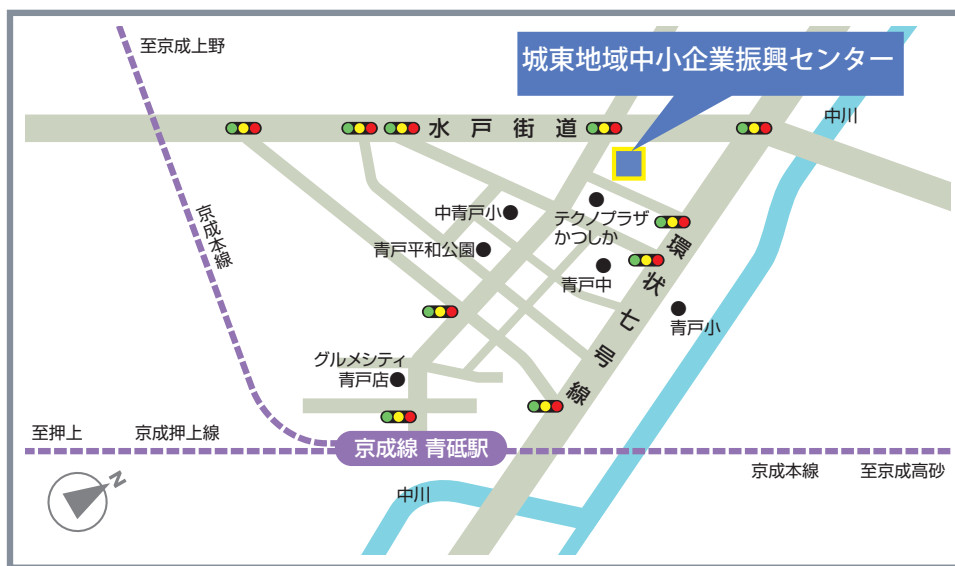 至京成上野
城東地域中小企業振興センター
中川
水戸街道
京成本線
中青戸小
テクノプラザ
かつしか
青戸平和公園
環状七号線
青戸中
青戸小
グルメシティ
青戸店
至押上
京成押上線
京成線 青砥駅
京成本線
至京成高砂
N
中川